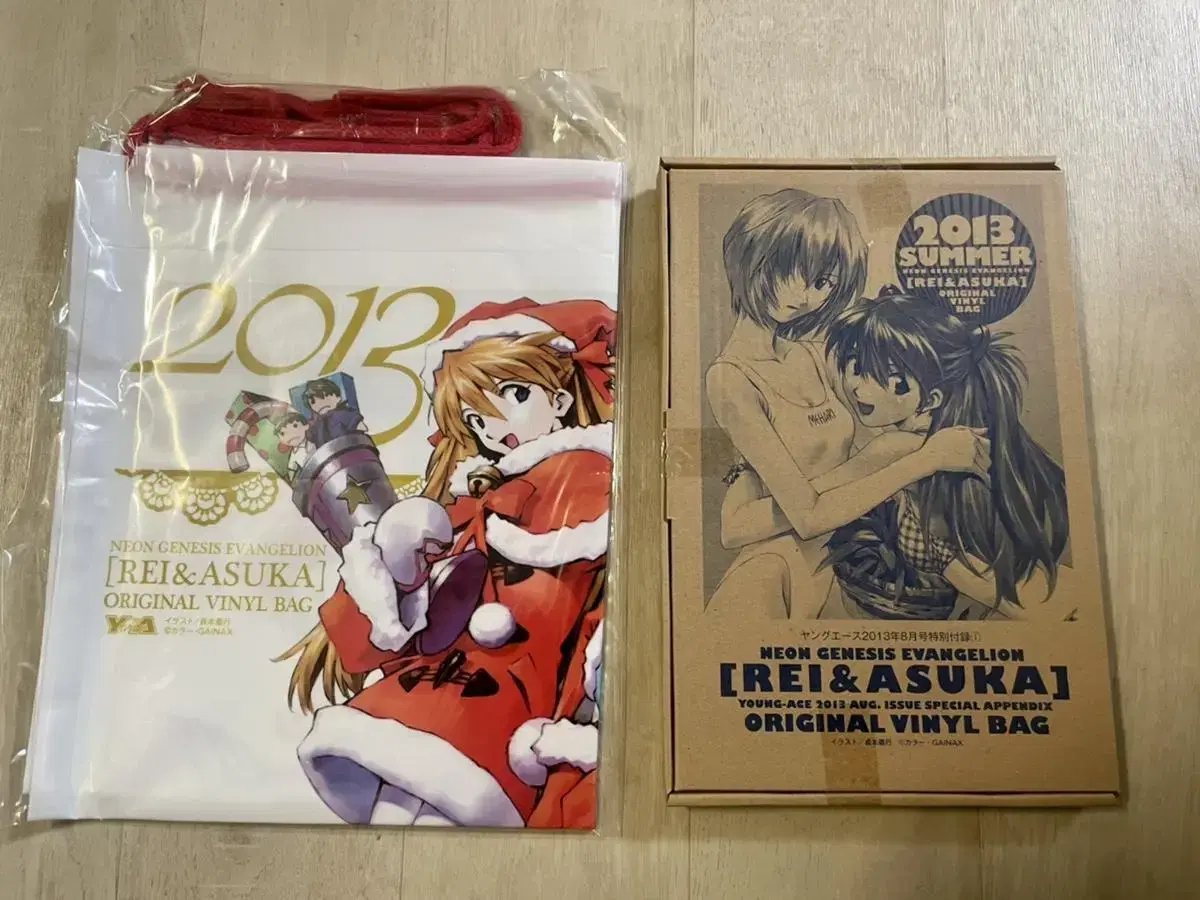 2013
NEON GENESIS EVANGELION
[REI&ASUKA]
ORIGINAL VINYL BAG
YA
イラスト/貞本義行
©カラー・GAINAX
2013
SUMMER
NEON GENESIS EVANGELION
[REI&ASUKA]
ORIGINAL
VINYL
BAG
ヤングエース2013年8月号特別付録①
NEON GENESIS EVANGELION
[REI&ASUKA]
YOUNG-ACE 2013 AUG. ISSUE SPECIAL APPENDIX
ORIGINAL VINYL BAG
イラスト/貞本義行 ©カラー・GAINAX